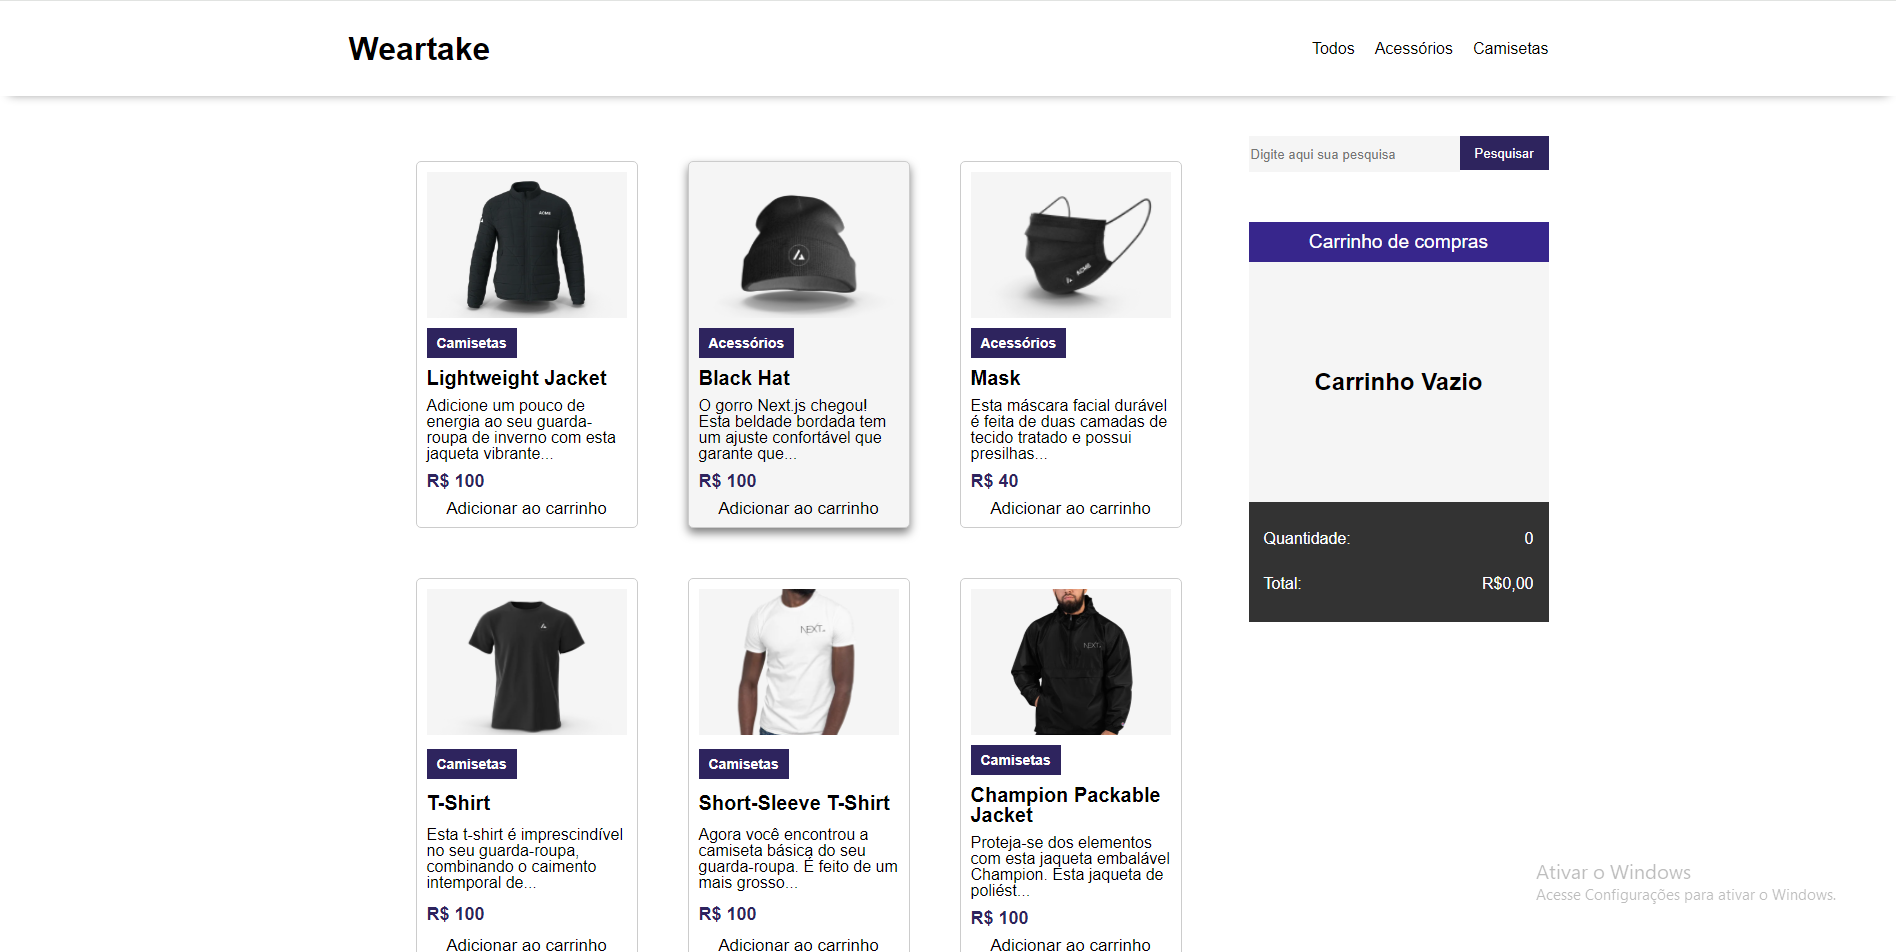 Weartake
Todos
Acessórios
Camisetas
Digite aqui sua pesquisa
Pesquisar
ACME
Camisetas
Lightweight Jacket
Adicione um pouco de
energia ao seu guarda-
roupa de inverno com esta
jaqueta vibrante...
R$ 100
Adicionar ao carrinho
Acessórios
Black Hat
O gorro Next.js chegou!
Esta beldade bordada tem
um ajuste confortável que
garante que...
R$ 100
Adicionar ao carrinho
ACME
Acessórios
Mask
Esta máscara facial durável
é feita de duas camadas de
tecido tratado e possui
presilhas...
R$ 40
Adicionar ao carrinho
Carrinho de compras
Carrinho Vazio
Quantidade:
0
Total:
R$0,00
Camisetas
T-Shirt
Esta t-shirt é imprescindível
no seu guarda-roupa,
combinando o caimento
intemporal de...
R$ 100
Adicionar ao carrinho
NEXT.
Camisetas
Short-Sleeve T-Shirt
Agora você encontrou a
camiseta básica do seu
guarda-roupa. É feito de um
mais grosso...
R$ 100
Adicionar ao carrinho
NEXT.
Camisetas
Champion Packable
Jacket
Proteja-se dos elementos
com esta jaqueta embalável
Champion. Esta jaqueta de
poliést...
R$ 100
Adicionar ao carrinho
Ativar o Windows
Acesse Configurações para ativar o Windows.